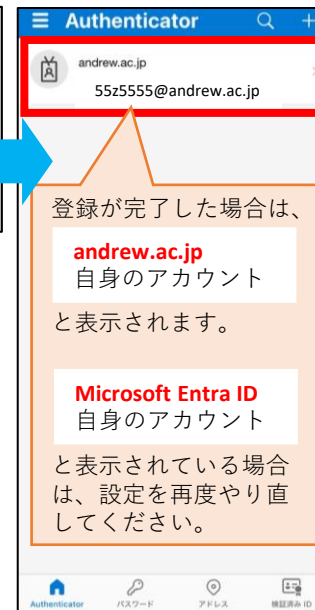 Authenticator
andrew.ac.jp
55z5555@andrew.ac.jp
登録が完了した場合は、
andrew.ac.jp
自身のアカウント
と表示されます。
Microsoft Entra ID
自身のアカウント
と表示されている場合
は、設定を再度やり直
してください。
Authenticator
パスワード
アドレス
検証済み ID